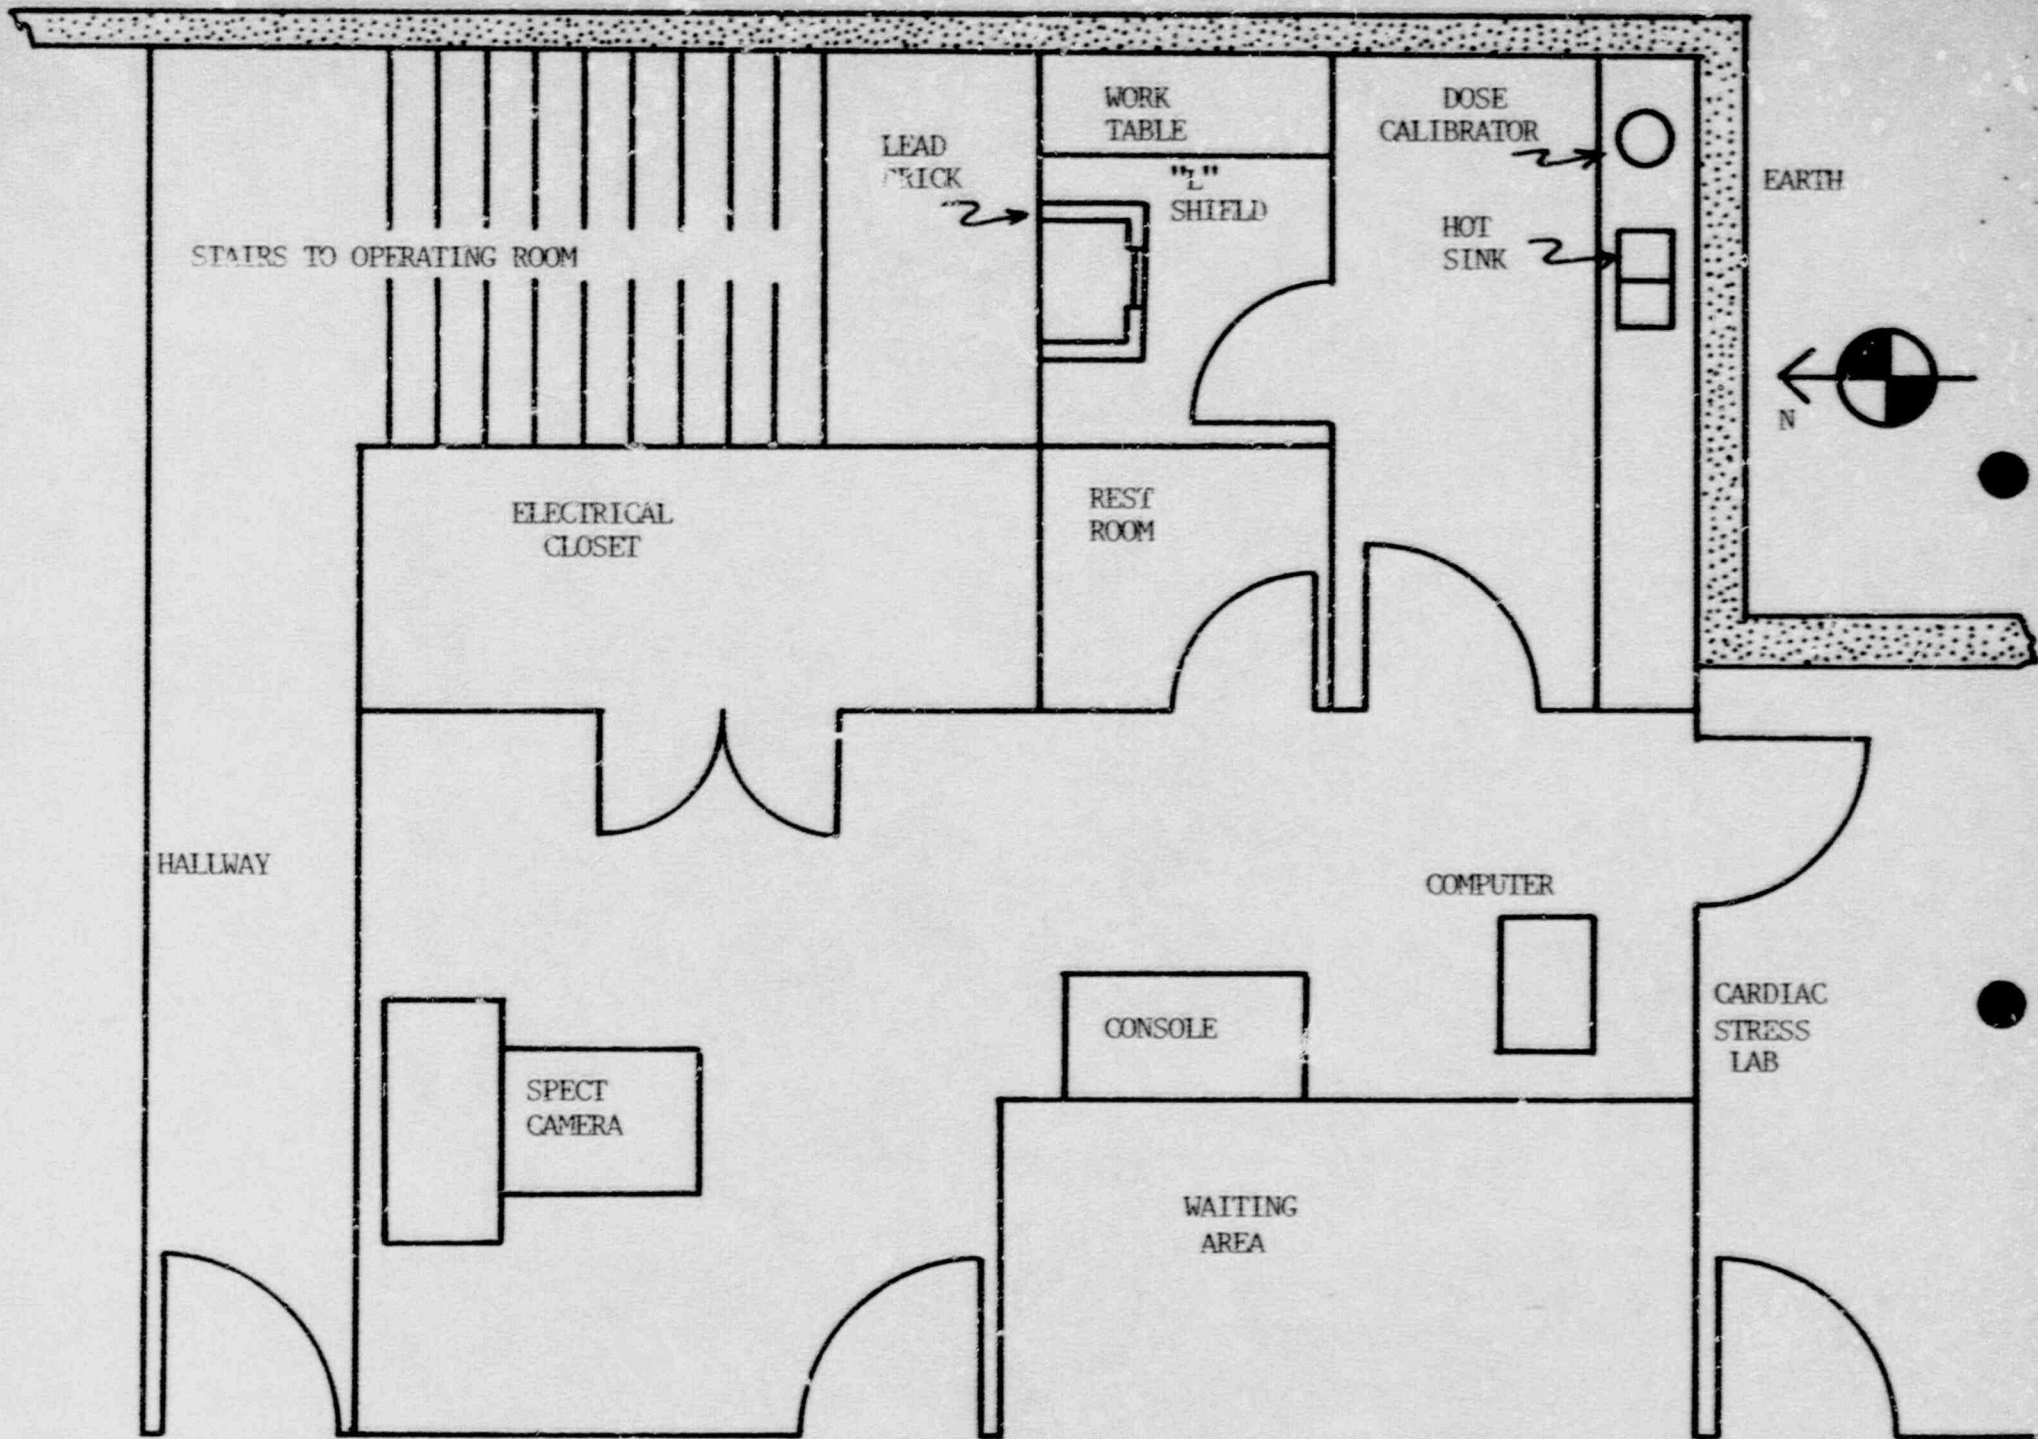 WORK
TABLE
DOSE
CALIBRATOR
LEAD
"L"
SHIELD
EARTH
HOT
SINK
STAIRS TO OPERATING ROOM
N
ELECTRICAL
CLOSET
REST
ROOM
HALLWAY
COMPUTER
CONSOLE
CARDIAC
STRESS
LAB
SPECT
CAMERA
WAITING
AREA